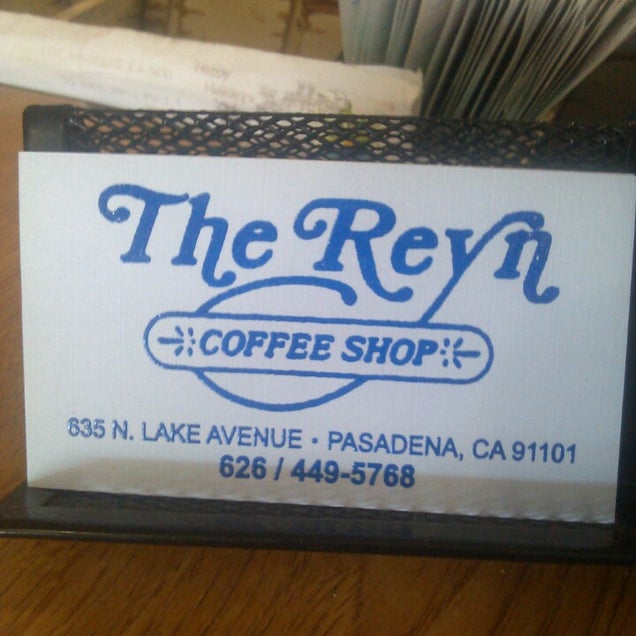 The Reyn
COFFEE SHOP
635 N. LAKE AVENUE • PASADENA, CA 91101
626 / 449-5768